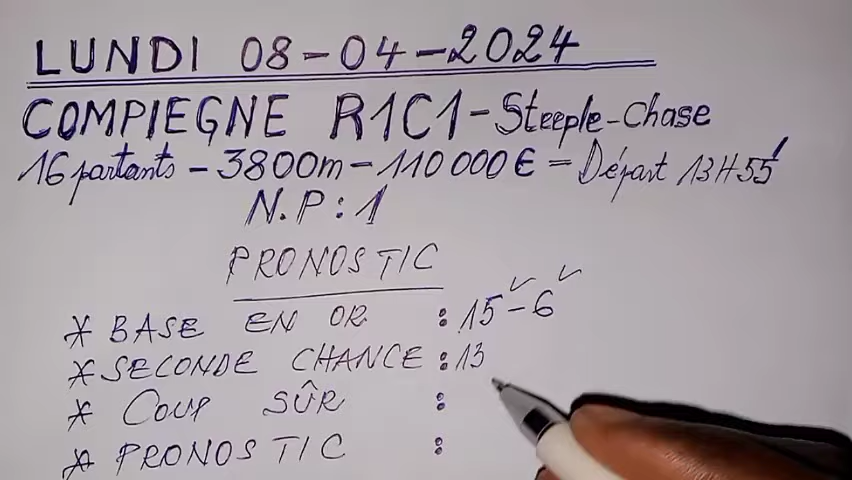 LUNDI 08-04-2024
COMPIEGNE R1C1-Steeple-Chase
16 partants - 3800m - 110 000€ = Départ 13H55'
N.P : 1
PRONOSTIC
* BASE EN OR : 15-6
* SECONDE CHANCE : 13
* COUP SÛR :
* PRONOSTIC :